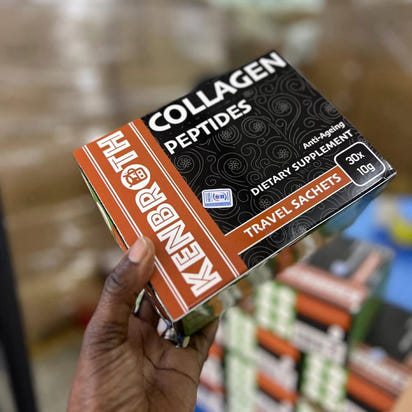 COLLAGEN
PEPTIDES
Anti-Ageing
DIETARY SUPPLEMENT
30x
10g
TRAVEL SACHETS
KENBROTH